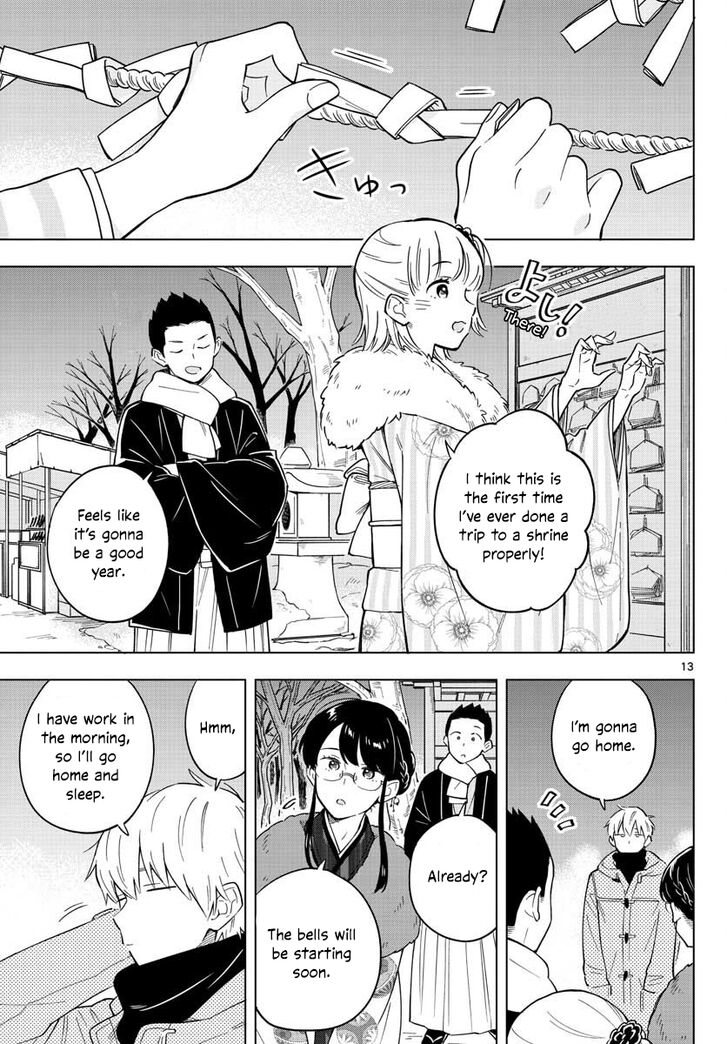 ぎゅっ
よし!
There!
I think this is
the first time
I've ever done a
trip to a shrine
properly!
Feels like
it's gonna
be a good
year.
13
I'm gonna
go home.
Already?
The bells will
be starting
soon.
Hmm,
I have work in
the morning,
so I'll go
home and
sleep.